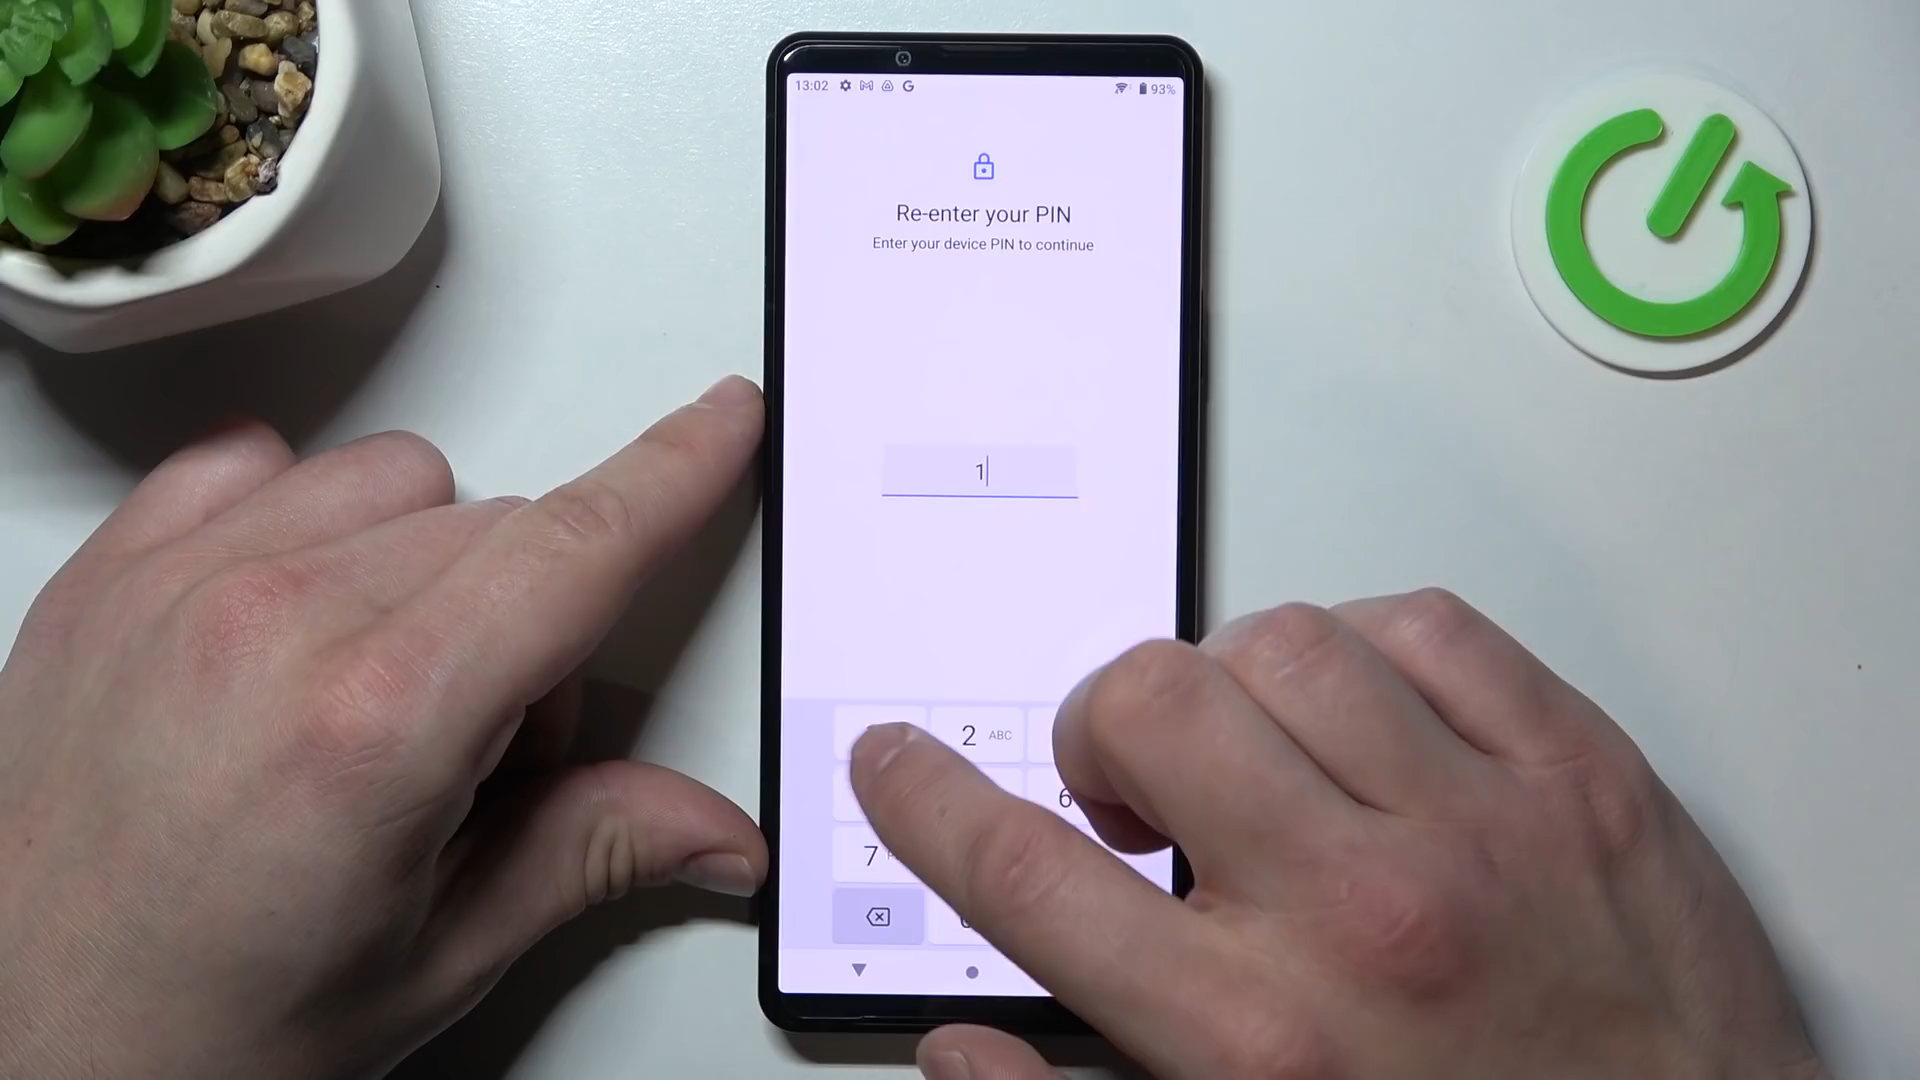 13:02 93%
Re-enter your PIN
Enter your device PIN to continue
1
2 ABC
6
7